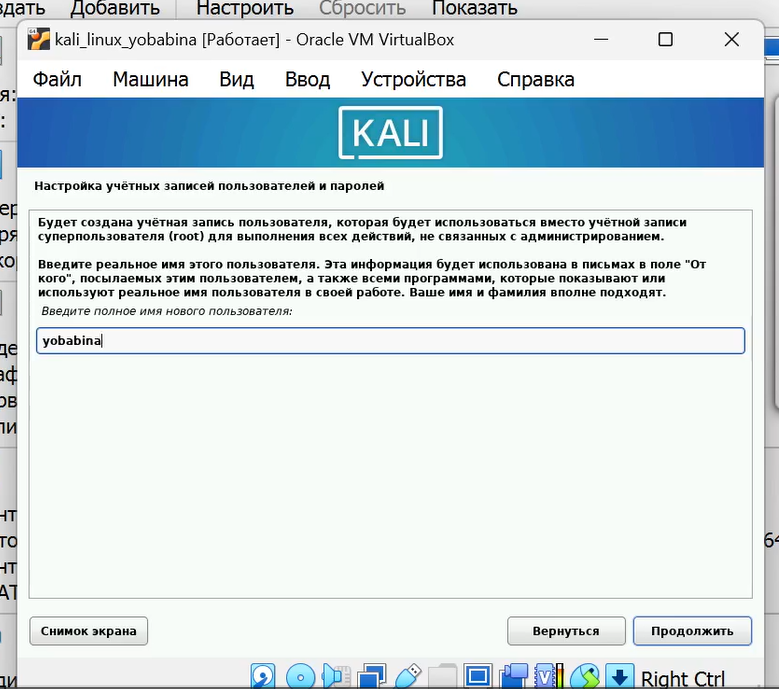 здать Добавить Настроить Сбросить Показать
kali_linux_yobabina [Работает] - Oracle VM VirtualBox
Файл Машина Вид Ввод Устройства Справка
KALI
Настройка учётных записей пользователей и паролей
Будет создана учётная запись пользователя, которая будет использоваться вместо учётной записи
суперпользователя (root) для выполнения всех действий, не связанных с администрированием.
Введите реальное имя этого пользователя. Эта информация будет использована в письмах в поле "От
кого", посылаемых этим пользователем, а также всеми программами, которые показывают или
используют реальное имя пользователя в своей работе. Ваше имя и фамилия вполне подходят.
Введите полное имя нового пользователя:
yobabina
Снимок экрана Вернуться Продолжить
Right Ctrl